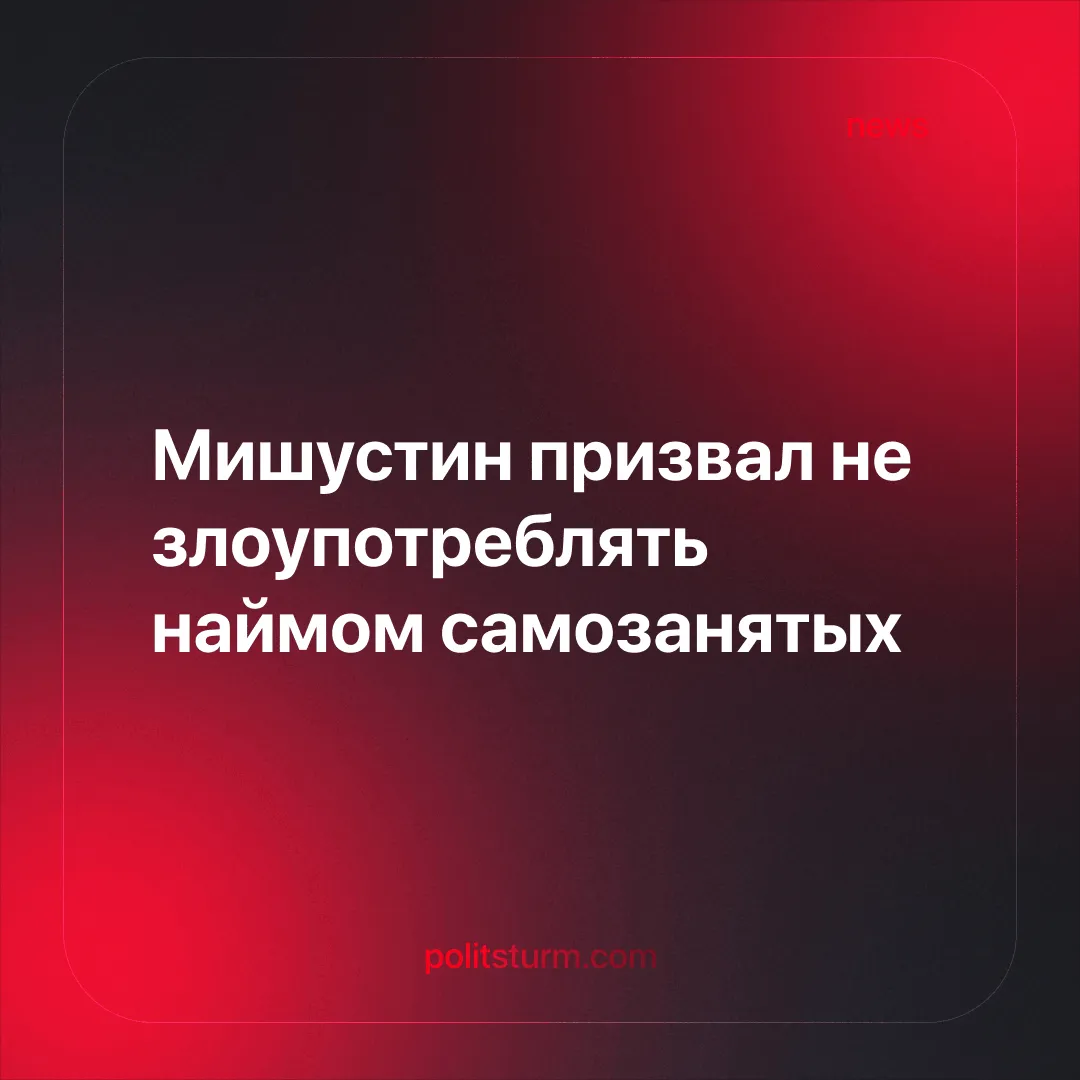 news
Мишустин призвал не
злоупотреблять
наймом самозанятых
politsturm.com